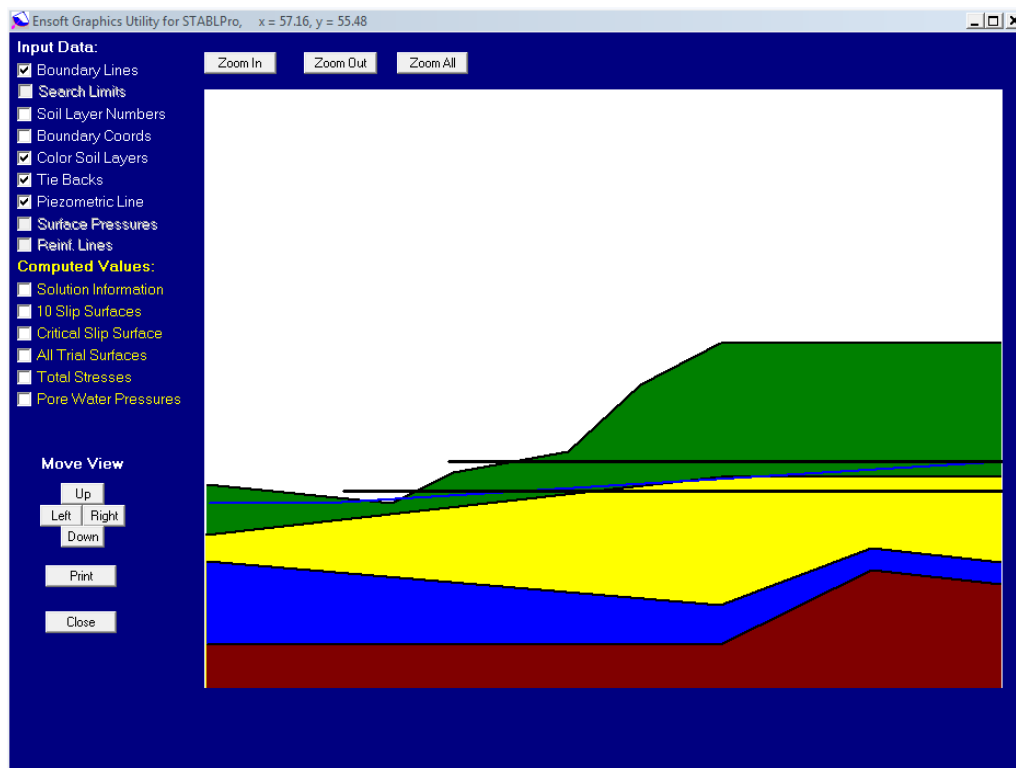 Ensoft Graphics Utility for STABLPro, x = 57.16, y = 55.48
Input Data:
Zoom In Zoom Out Zoom All
Boundary Lines
Search Limits
Soil Layer Numbers
Boundary Coords
Color Soil Layers
Tie Backs
Piezometric Line
Surface Pressures
Reinf. Lines
Computed Values:
Solution Information
10 Slip Surfaces
Critical Slip Surface
All Trial Surfaces
Total Stresses
Pore Water Pressures
Move View
Up
Left Right
Down
Print
Close